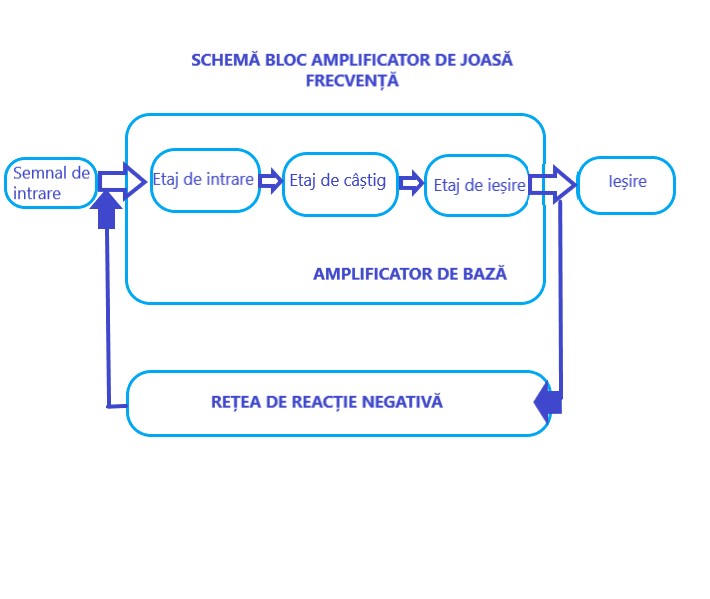 SCHEMĂ BLOC AMPLIFICATOR DE JOASĂ
FRECVENȚĂ
Semnal de
intrare
Etaj de intrare
Etaj de câștig
Etaj de ieșire
Ieșire
AMPLIFICATOR DE BAZĂ
REȚEA DE REACȚIE NEGATIVĂ